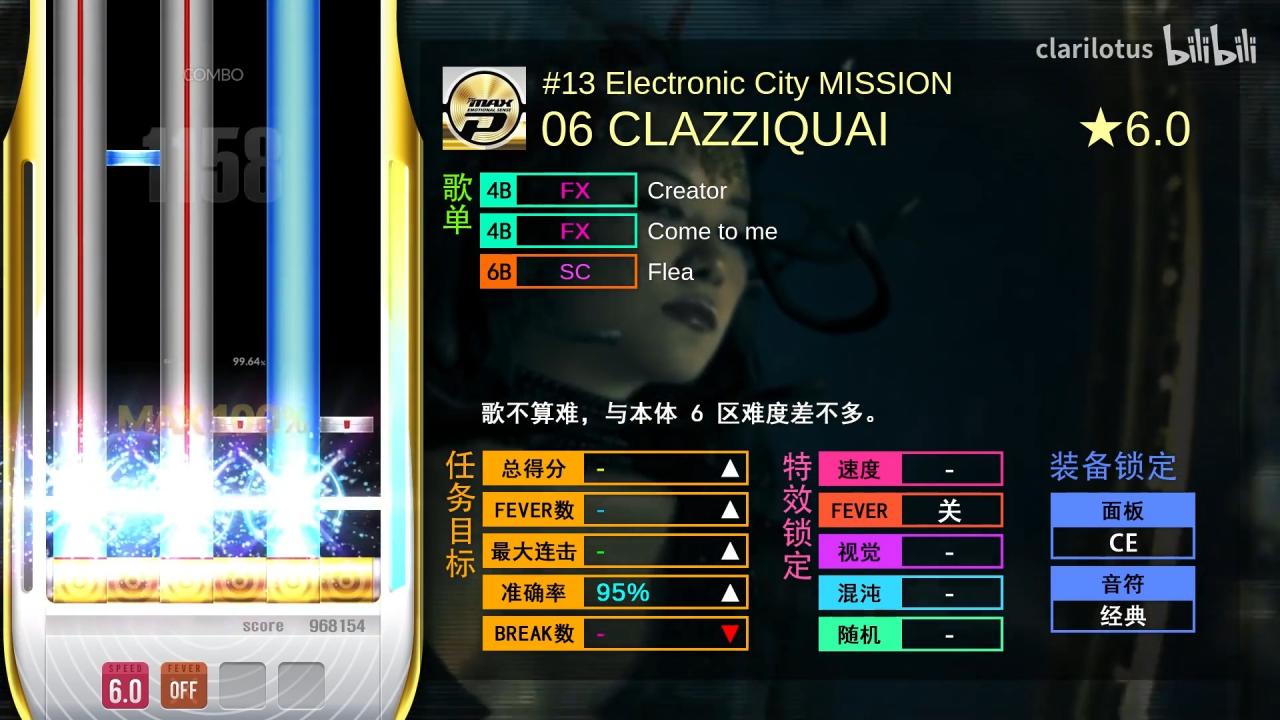 COMBO
1158
99.64%
MAX 100%
score 968154
SPEED
6.0
FEVER
OFF
clarilotus bilibili
#13 Electronic City MISSION
06 CLAZZIQUAI
★6.0
MAX
EMOTIONAL SENSE
P
歌单
4B FX Creator
4B FX Come to me
6B SC Flea
歌不算难，与本体 6 区难度差不多。
任务目标
总得分 - ▲
FEVER数 - ▲
最大连击 - ▲
准确率 95% ▲
BREAK数 - ▼
特效锁定
速度 -
FEVER 关
视觉 -
混沌 -
随机 -
装备锁定
面板
CE
音符
经典